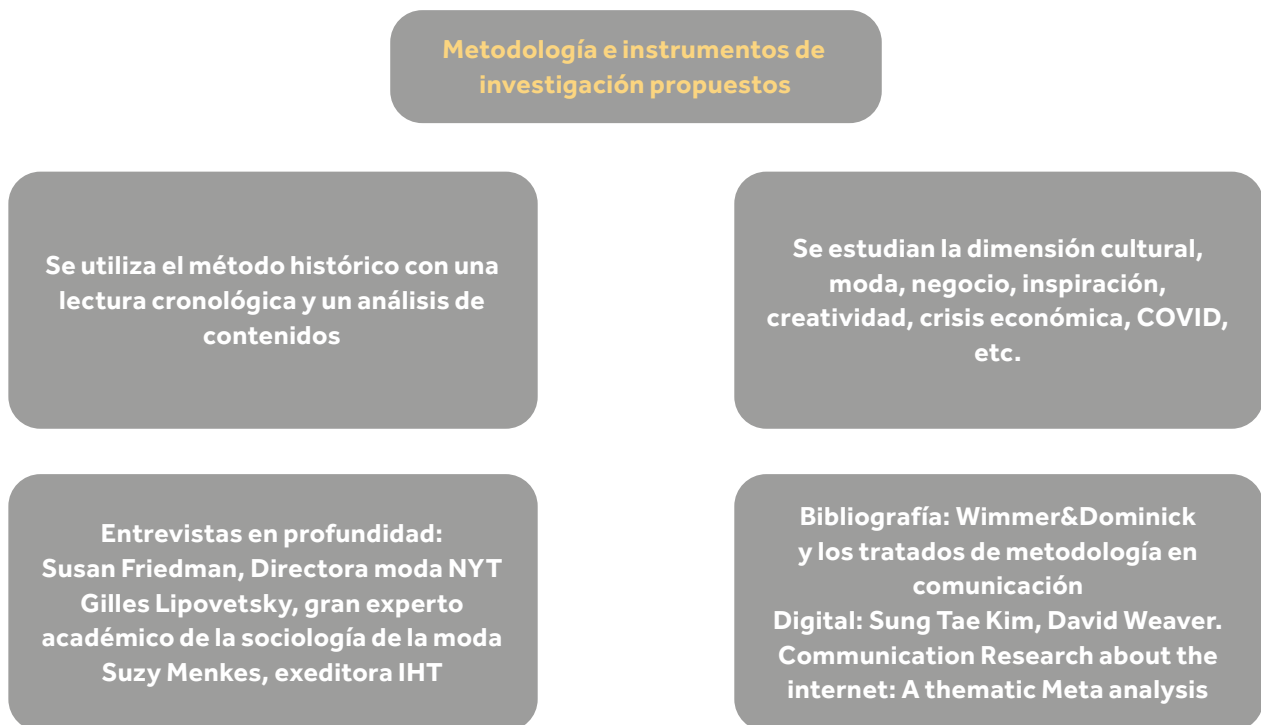 Metodología e instrumentos de
investigación propuestos
Se utiliza el método histórico con una
lectura cronológica y un análisis de
contenidos
Se estudian la dimensión cultural,
moda, negocio, inspiración,
creatividad, crisis económica, COVID,
etc.
Entrevistas en profundidad:
Susan Friedman, Directora moda NYT
Gilles Lipovetsky, gran experto
académico de la sociología de la moda
Suzy Menkes, exeditora IHT
Bibliografía: Wimmer&Dominick
y los tratados de metodología en
comunicación
Digital: Sung Tae Kim, David Weaver.
Communication Research about the
internet: A thematic Meta analysis